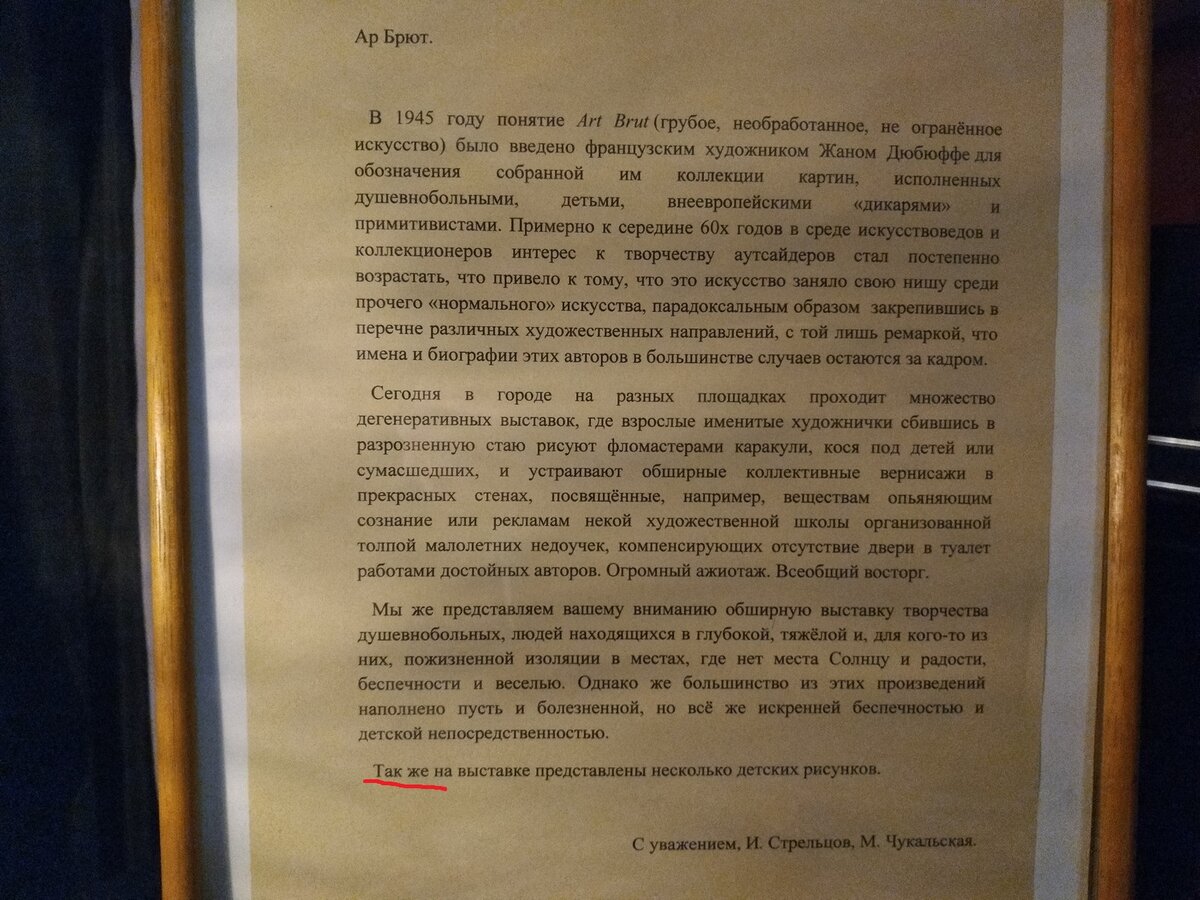 Ар Брют.
В 1945 году понятие Art Brut (грубое, необработанное, не огранённое
искусство) было введено французским художником Жаном Дюбюффе для
обозначения собранной им коллекции картин, исполненных
душевнобольными, детьми, внеевропейскими «дикарями» и
примитивистами. Примерно к середине 60х годов в среде искусствоведов и
коллекционеров интерес к творчеству аутсайдеров стал постепенно
возрастать, что привело к тому, что это искусство заняло свою нишу среди
прочего «нормального» искусства, парадоксальным образом закрепившись в
перечне различных художественных направлений, с той лишь ремаркой, что
имена и биографии этих авторов в большинстве случаев остаются за кадром.
Сегодня в городе на разных площадках проходит множество
дегенеративных выставок, где взрослые именитые художнички сбившись в
разрозненную стаю рисуют фломастерами каракули, кося под детей или
сумасшедших, и устраивают обширные коллективные вернисажи в
прекрасных стенах, посвящённые, например, веществам опьяняющим
сознание или рекламам некой художественной школы организованной
толпой малолетних недоучек, компенсирующих отсутствие двери в туалет
работами достойных авторов. Огромный ажиотаж. Всеобщий восторг.
Мы же представляем вашему вниманию обширную выставку творчества
душевнобольных, людей находящихся в глубокой, тяжёлой и, для кого-то из
них, пожизненной изоляции в местах, где нет места Солнцу и радости,
беспечности и веселью. Однако же большинство из этих произведений
наполнено пусть и болезненной, но всё же искренней беспечностью и
детской непосредственностью.
Так же на выставке представлены несколько детских рисунков.
С уважением, И. Стрельцов, М. Чукальская.